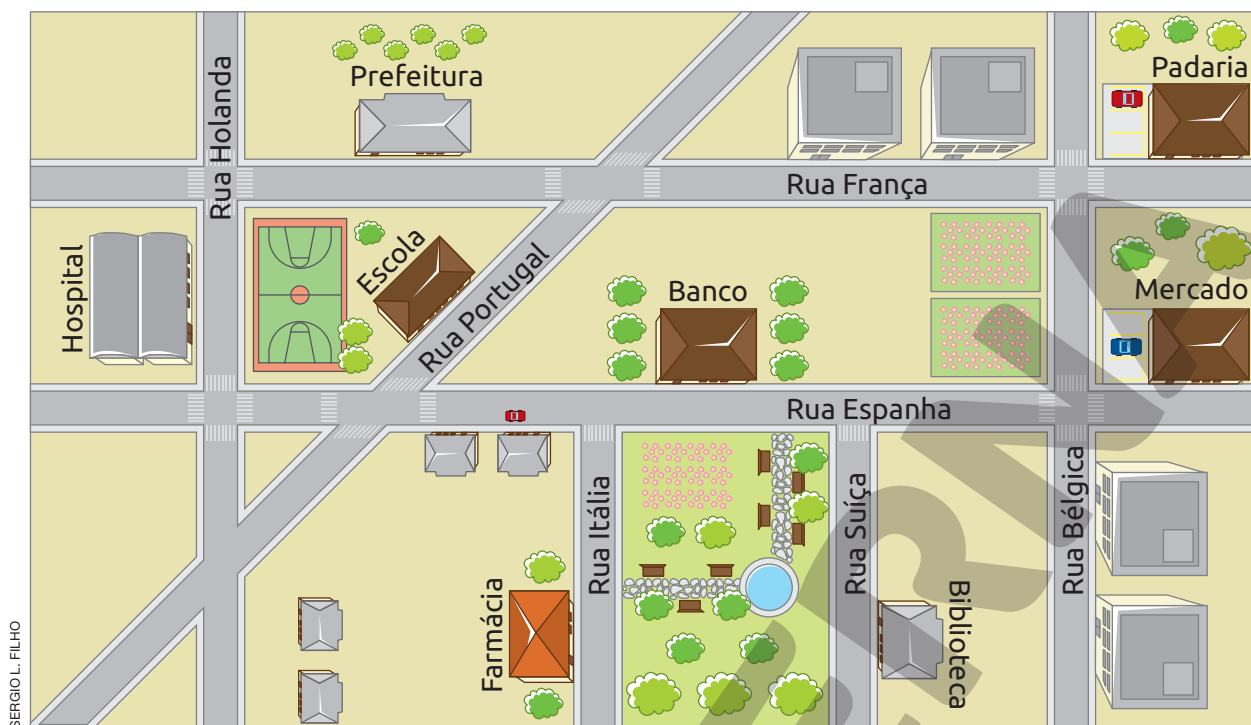 Prefeitura
Padaria
Rua Holanda
Rua França
Hospital
Escola
Rua Portugal
Banco
Mercado
Rua Espanha
Rua Itália
Rua Suíça
Rua Bélgica
Farmácia
Biblioteca
SERGIO L. FILHO